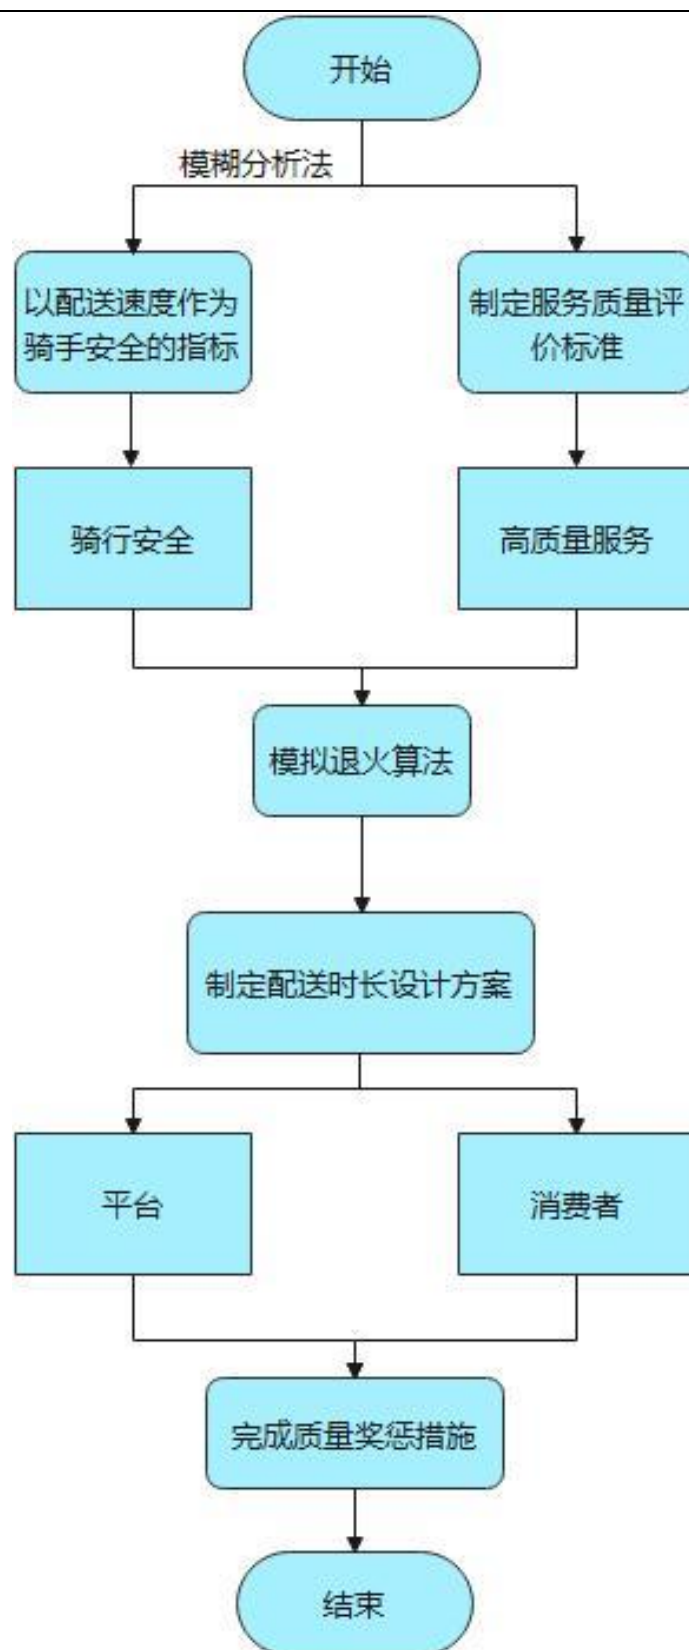 开始
模糊分析法
以配送速度作为
骑手安全的指标
制定服务质量评
价标准
骑行安全
高质量服务
模拟退火算法
制定配送时长设计方案
平台
消费者
完成质量奖惩措施
结束